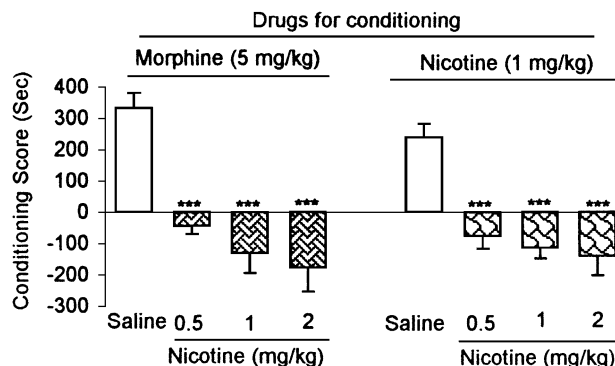 Drugs for conditioning
Morphine (5 mg/kg) Nicotine (1 mg/kg)
Conditioning Score (Sec)
400
300
200
100
0
-100
-200
-300
*** *** *** *** *** ***
Saline 0.5 1 2 Saline 0.5 1 2
Nicotine (mg/kg) Nicotine (mg/kg)